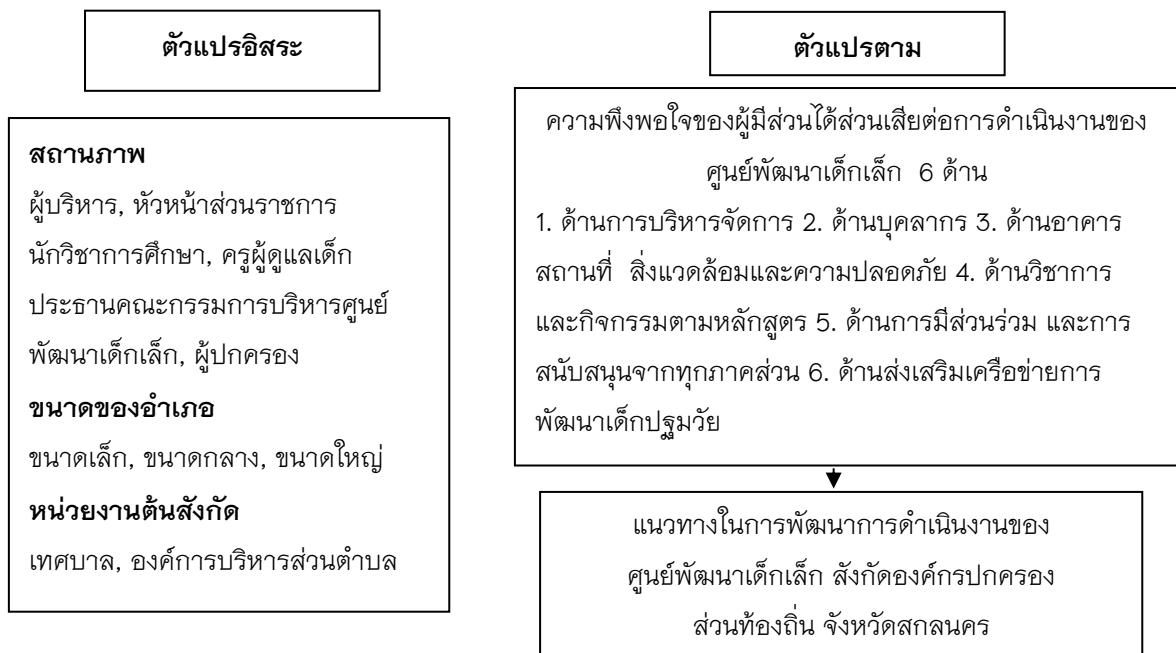 ตัวแปรอิสระ
สถานภาพ
ผู้บริหาร, หัวหน้าส่วนราชการ
นักวิชาการศึกษา, ครูผู้ดูแลเด็ก
ประธานคณะกรรมการบริหารศูนย์
พัฒนาเด็กเล็ก, ผู้ปกครอง
ขนาดของอำเภอ
ขนาดเล็ก, ขนาดกลาง, ขนาดใหญ่
หน่วยงานต้นสังกัด
เทศบาล, องค์การบริหารส่วนตำบล
ตัวแปรตาม
ความพึงพอใจของผู้มีส่วนได้ส่วนเสียต่อการดำเนินงานของ
ศูนย์พัฒนาเด็กเล็ก 6 ด้าน
1. ด้านการบริหารจัดการ 2. ด้านบุคลากร 3. ด้านอาคาร
สถานที่ สิ่งแวดล้อมและความปลอดภัย 4. ด้านวิชาการ
และกิจกรรมตามหลักสูตร 5. ด้านการมีส่วนร่วม และการ
สนับสนุนจากทุกภาคส่วน 6. ด้านส่งเสริมเครือข่ายการ
พัฒนาเด็กปฐมวัย
แนวทางในการพัฒนาการดำเนินงานของ
ศูนย์พัฒนาเด็กเล็ก สังกัดองค์กรปกครอง
ส่วนท้องถิ่น จังหวัดสกลนคร